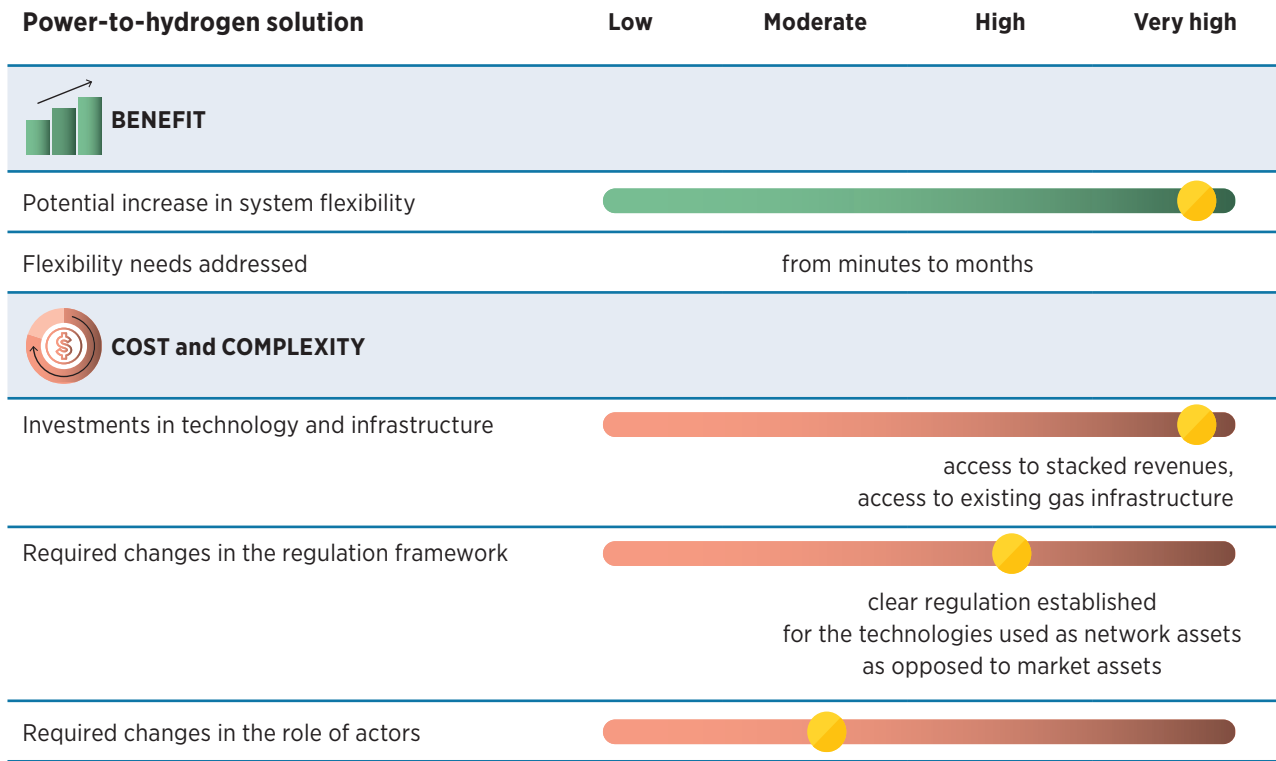 Power-to-hydrogen solution Low Moderate High Very high
BENEFIT
Potential increase in system flexibility
Flexibility needs addressed from minutes to months
COST and COMPLEXITY
Investments in technology and infrastructure
access to stacked revenues,
access to existing gas infrastructure
Required changes in the regulation framework
clear regulation established
for the technologies used as network assets
as opposed to market assets
Required changes in the role of actors